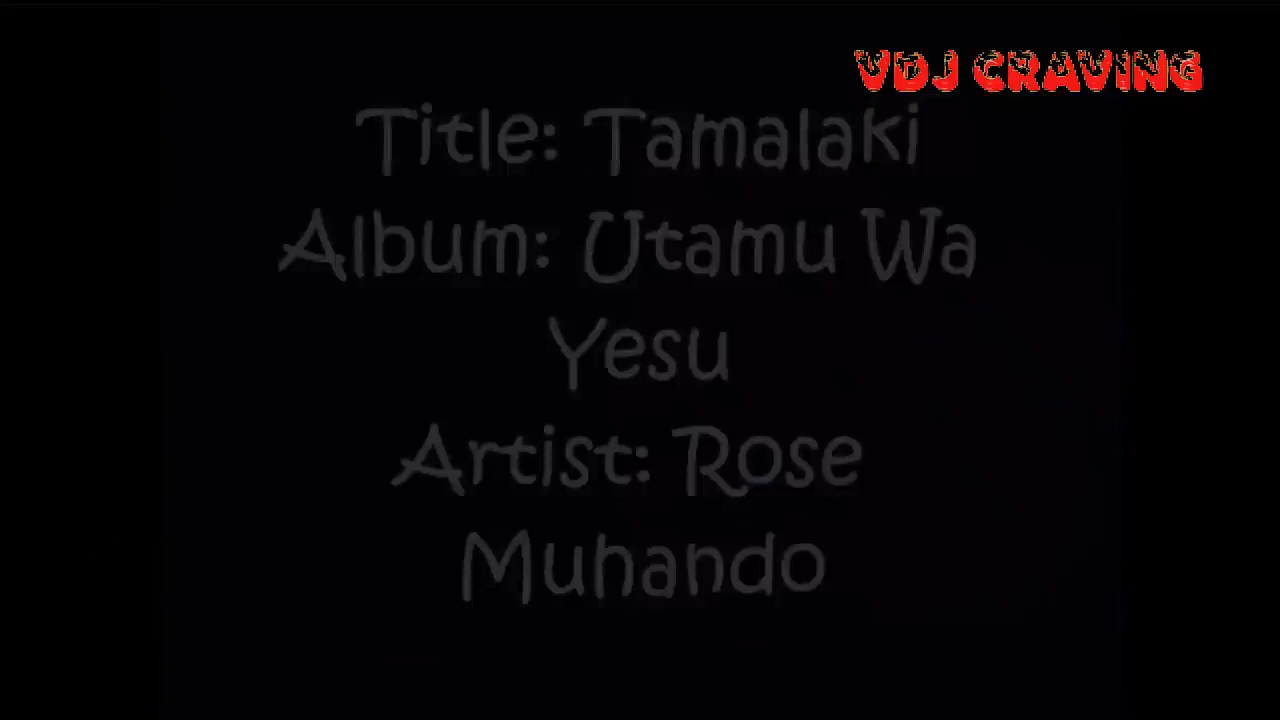 VDJ CRAVING
Title: Tamalaki
Album: Utamu Wa
Yesu
Artist: Rose
Muhando